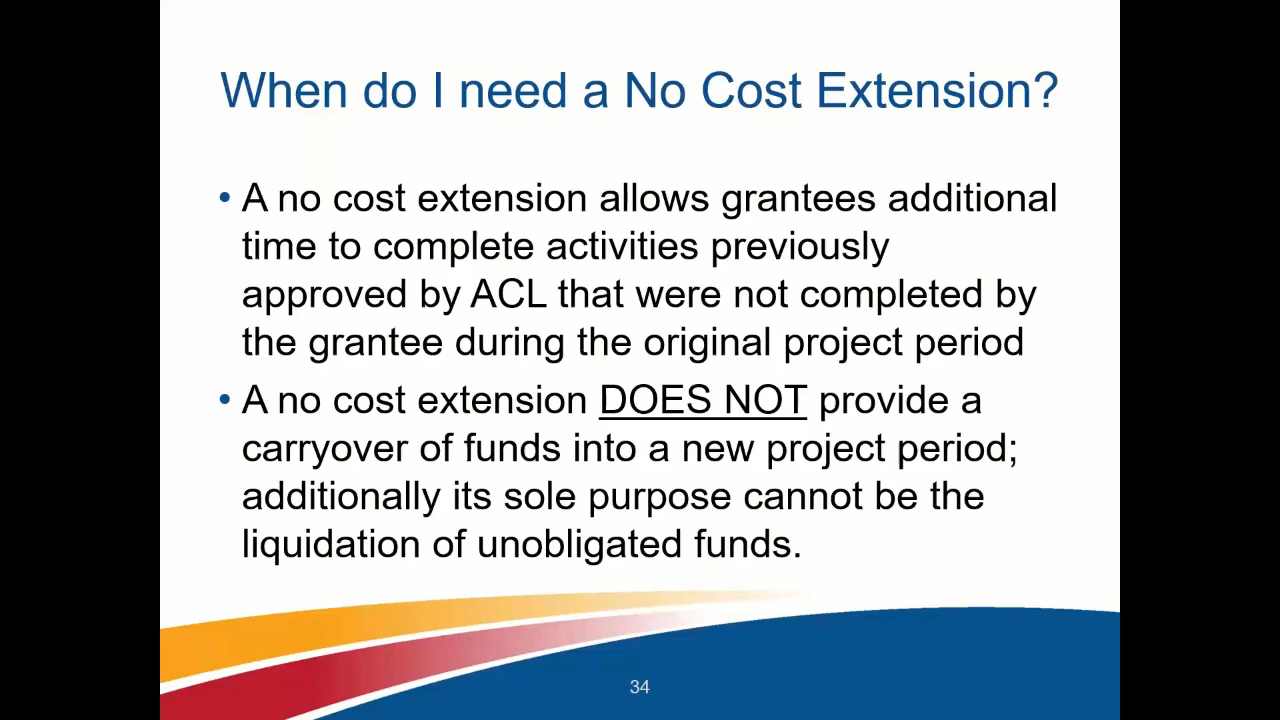 When do I need a No Cost Extension?
• A no cost extension allows grantees additional
time to complete activities previously
approved by ACL that were not completed by
the grantee during the original project period
• A no cost extension DOES NOT provide a
carryover of funds into a new project period;
additionally its sole purpose cannot be the
liquidation of unobligated funds.
34